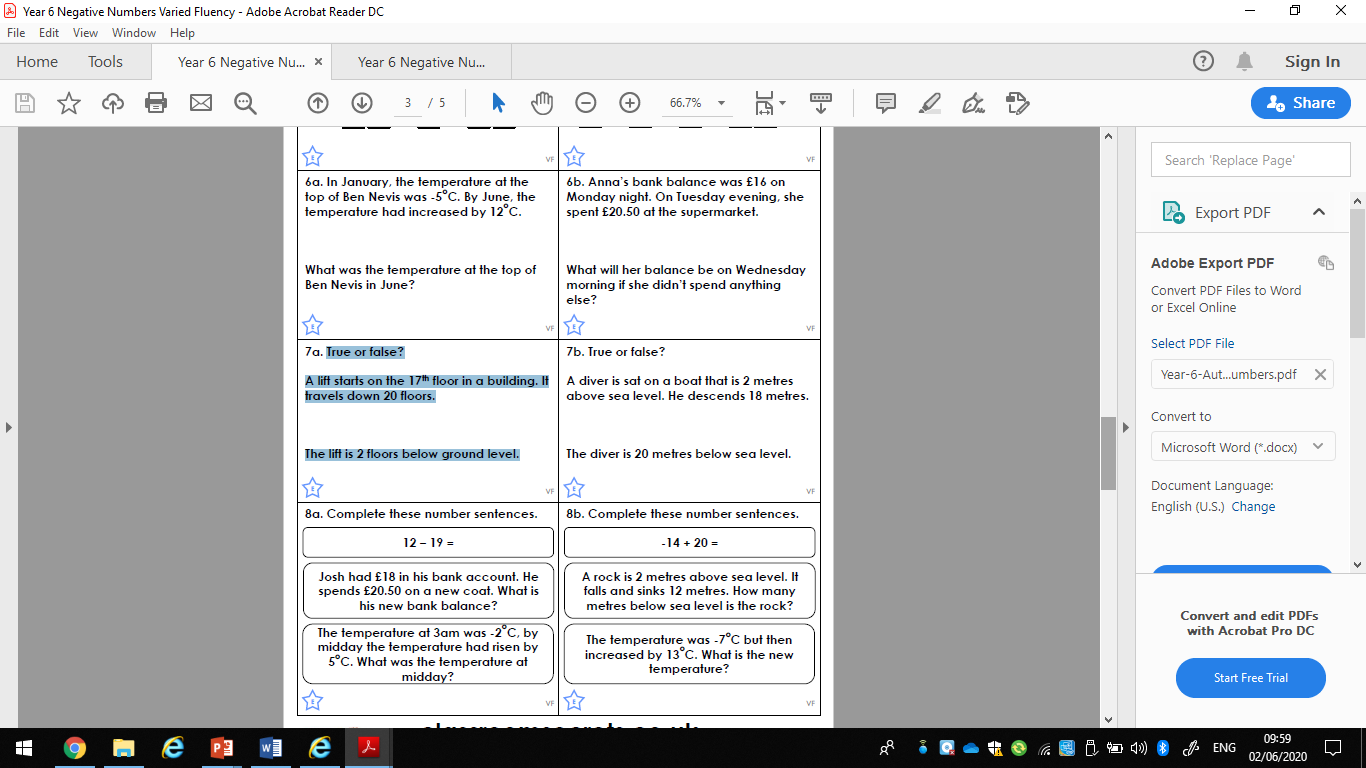 Year 6 Negative Numbers Varied Fluency - Adobe Acrobat Reader DC
File Edit View Window Help
Home Tools Year 6 Negative Nu... × Year 6 Negative Nu... Sign In
3 / 5 66.7% Share
VF VF
6a. In January, the temperature at the
top of Ben Nevis was -5°C. By June, the
temperature had increased by 12°C.
What was the temperature at the top of
Ben Nevis in June?
E VF
6b. Anna's bank balance was £16 on
Monday night. On Tuesday evening, she
spent £20.50 at the supermarket.
What will her balance be on Wednesday
morning if she didn't spend anything
else?
E VF
7a. True or false?
A lift starts on the 17th floor in a building. It
travels down 20 floors.
The lift is 2 floors below ground level.
E VF
7b. True or false?
A diver is sat on a boat that is 2 metres
above sea level. He descends 18 metres.
The diver is 20 metres below sea level.
E VF
8a. Complete these number sentences.
12 – 19 =
Josh had £18 in his bank account. He
spends £20.50 on a new coat. What is
his new bank balance?
The temperature at 3am was -2°C, by
midday the temperature had risen by
5°C. What was the temperature at
midday?
E VF
8b. Complete these number sentences.
-14 + 20 =
A rock is 2 metres above sea level. It
falls and sinks 12 metres. How many
metres below sea level is the rock?
The temperature was -7°C but then
increased by 13°C. What is the new
temperature?
E VF
Search 'Replace Page'
Export PDF
Adobe Export PDF
Convert PDF Files to Word
or Excel Online
Select PDF File
Year-6-Aut...umbers.pdf
Convert to
Microsoft Word (*.docx)
Document Language:
English (U.S.) Change
Convert and edit PDFs
with Acrobat Pro DC
Start Free Trial
ENG
09:59
02/06/2020